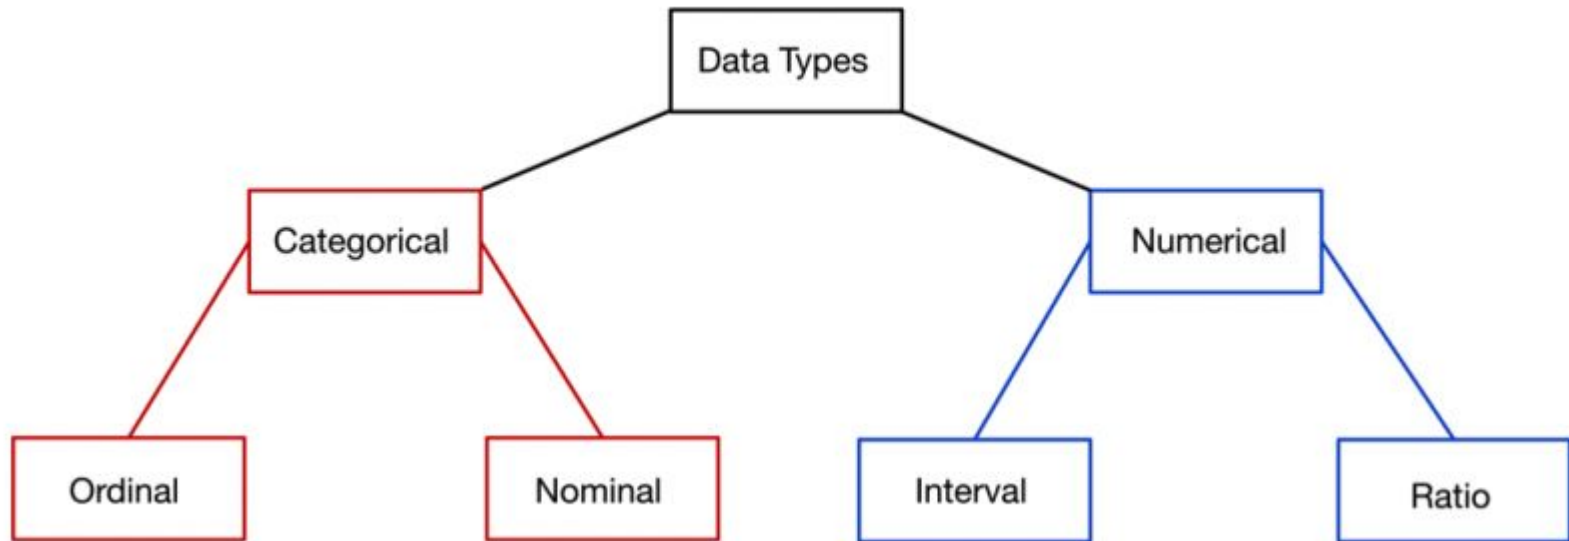 Data Types
Categorical
Numerical
Ordinal
Nominal
Interval
Ratio